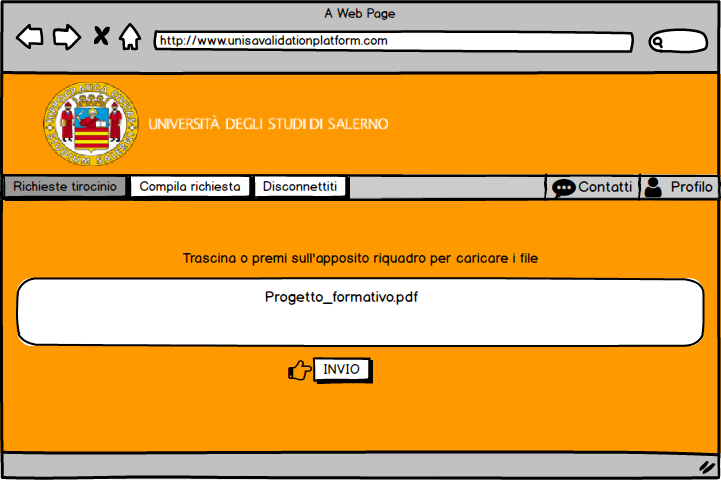 A Web Page
http://www.unisavalidationplatform.com
UNIVERSITÀ DEGLI STUDI DI SALERNO
Richieste tirocinio
Compila richiesta
Disconnettiti
Contatti
Profilo
Trascina o premi sull'apposito riquadro per caricare i file
Progetto_formativo.pdf
INVIO